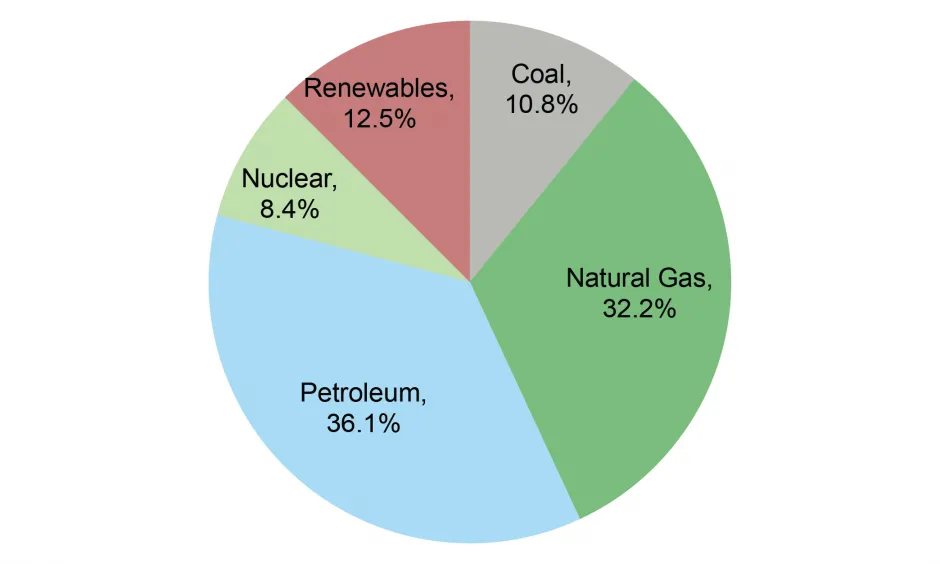 Coal,
10.8%
Renewables,
12.5%
Nuclear,
8.4%
Natural Gas,
32.2%
Petroleum,
36.1%